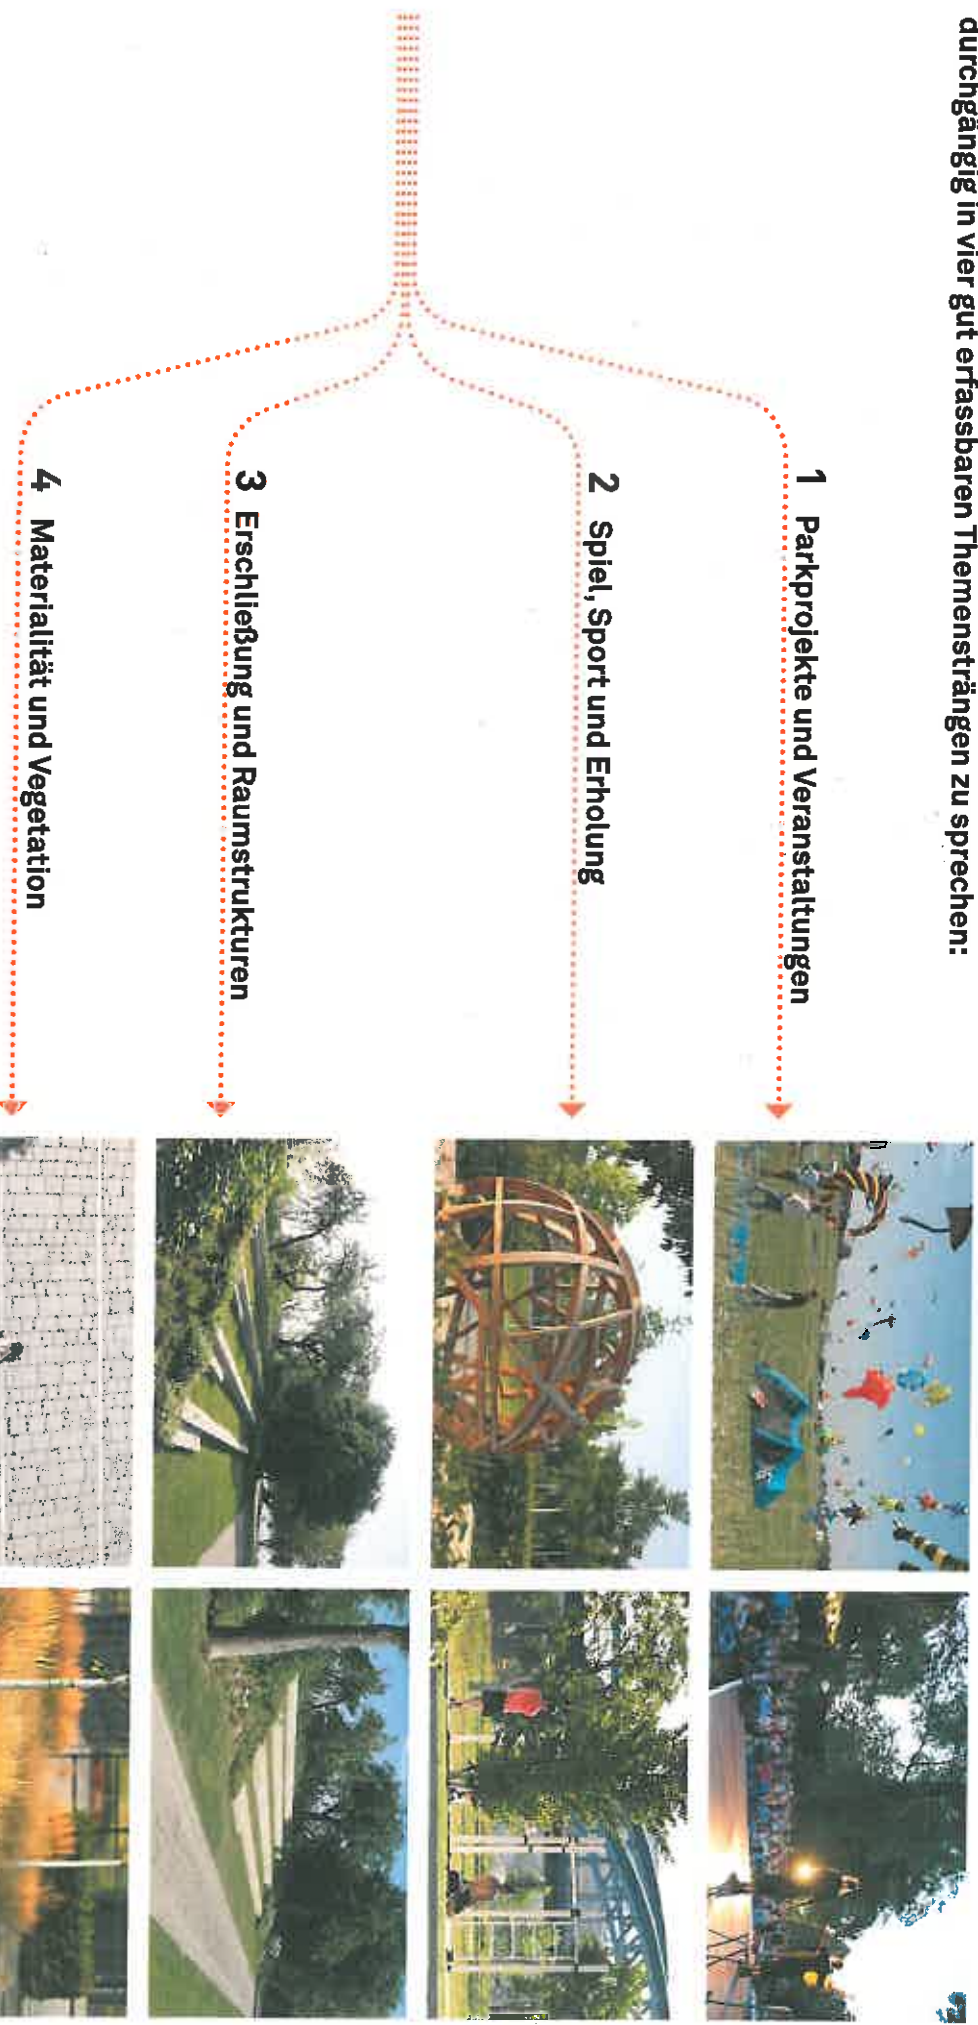 durchgängig in vier gut erfassbaren Themensträngen zu sprechen:
1 Parkprojekte und Veranstaltungen
2 Spiel, Sport und Erholung
3 Erschließung und Raumstrukturen
4 Materialität und Vegetation